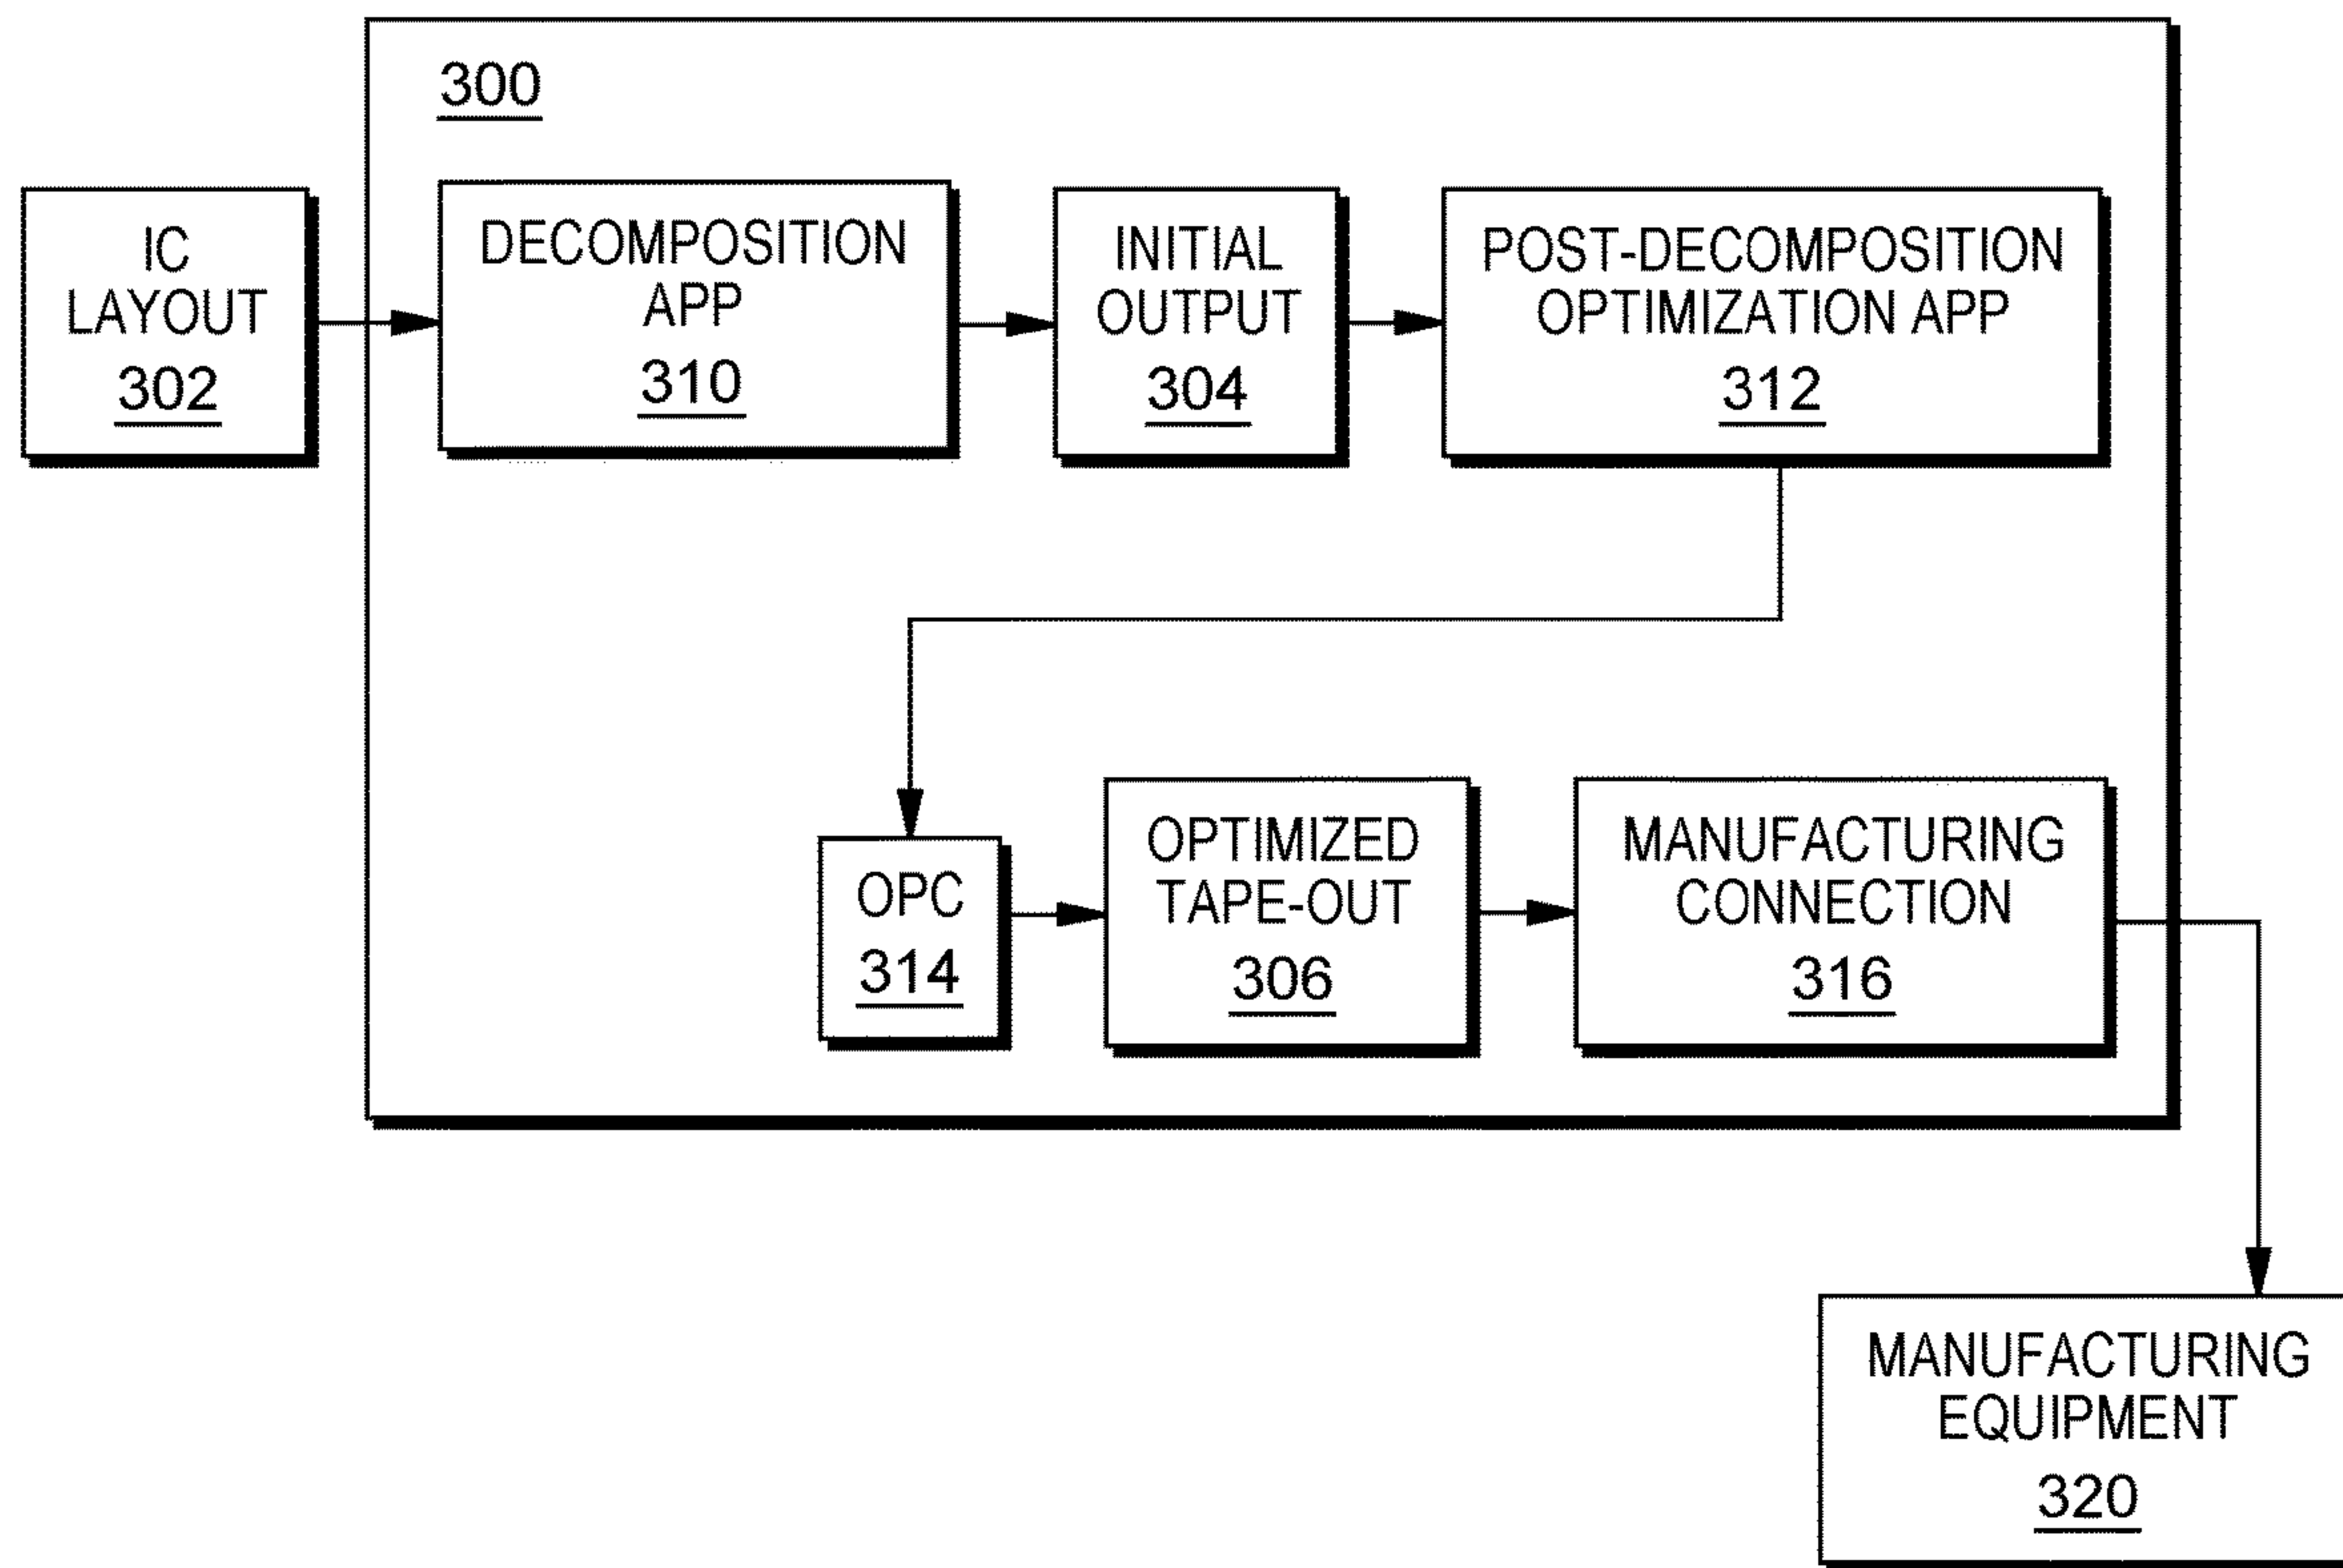 300
IC
LAYOUT
302
DECOMPOSITION
APP
310
INITIAL
OUTPUT
304
POST-DECOMPOSITION
OPTIMIZATION APP
312
OPC
314
OPTIMIZED
TAPE-OUT
306
MANUFACTURING
CONNECTION
316
MANUFACTURING
EQUIPMENT
320